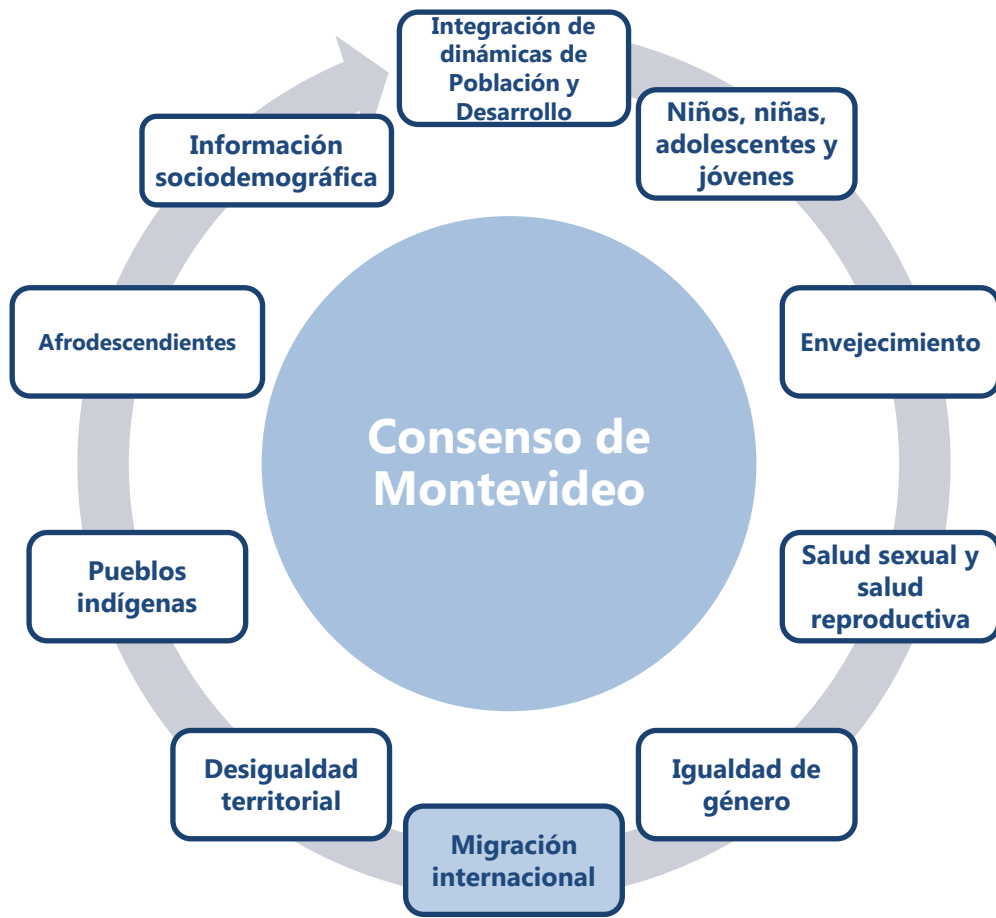 Integración de
dinámicas de
Población y
Desarrollo
Niños, niñas,
adolescentes y
jóvenes
Envejecimiento
Salud sexual y
salud
reproductiva
Igualdad de
género
Migración
internacional
Desigualdad
territorial
Pueblos
indígenas
Afrodescendientes
Información
sociodemográfica
Consenso de
Montevideo